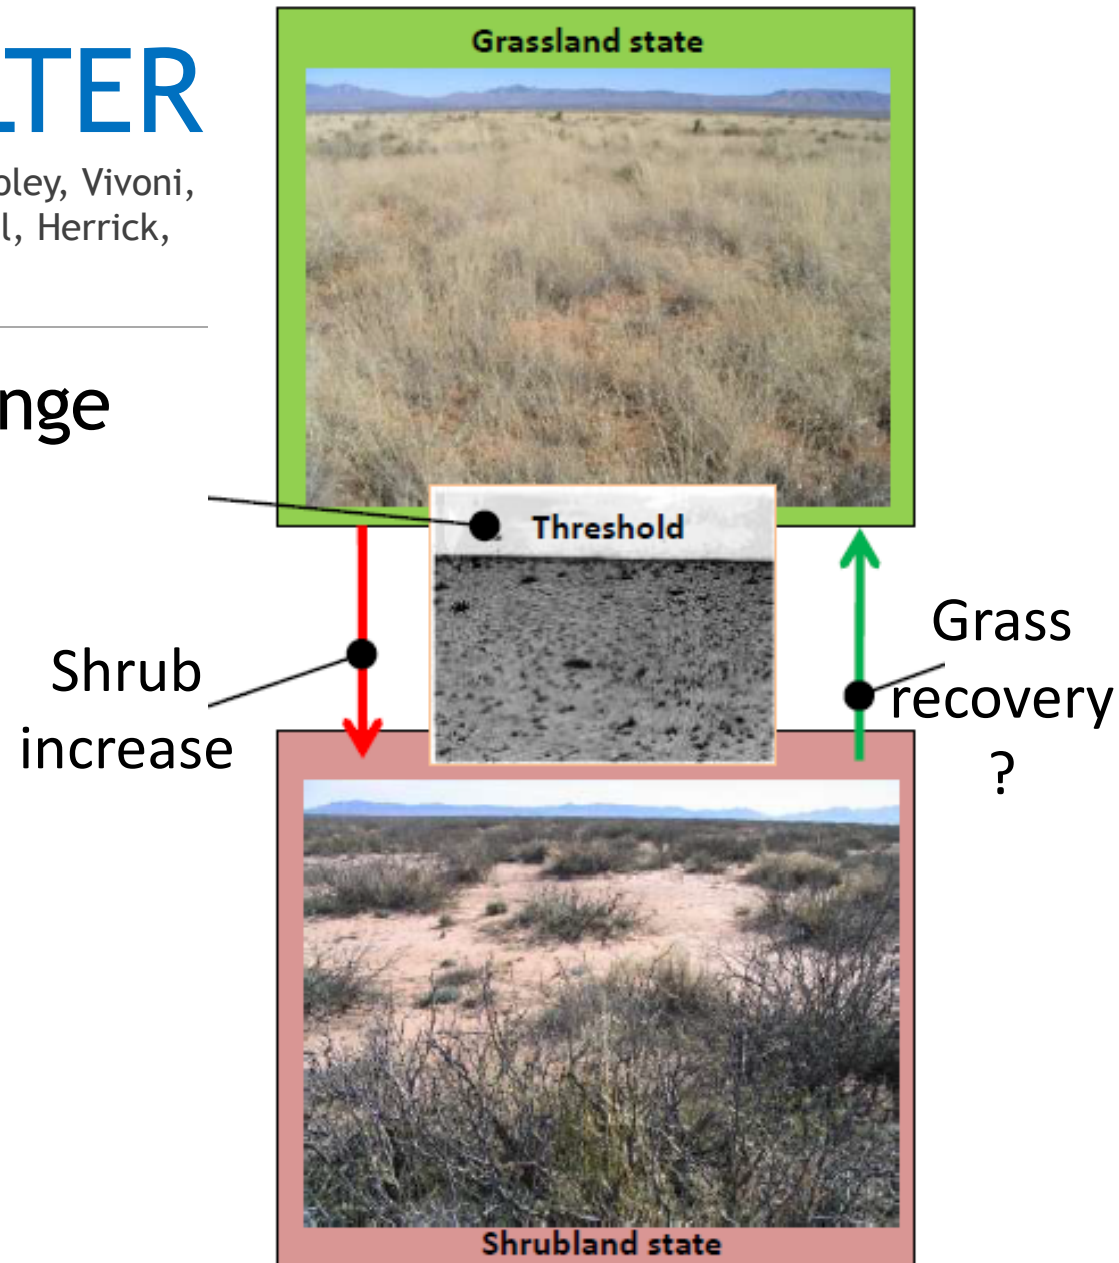 LTER
oley, Vivoni,
l, Herrick,
nge
Grassland state
Threshold
Shrub
increase
Grass
recovery
?
Shrubland state